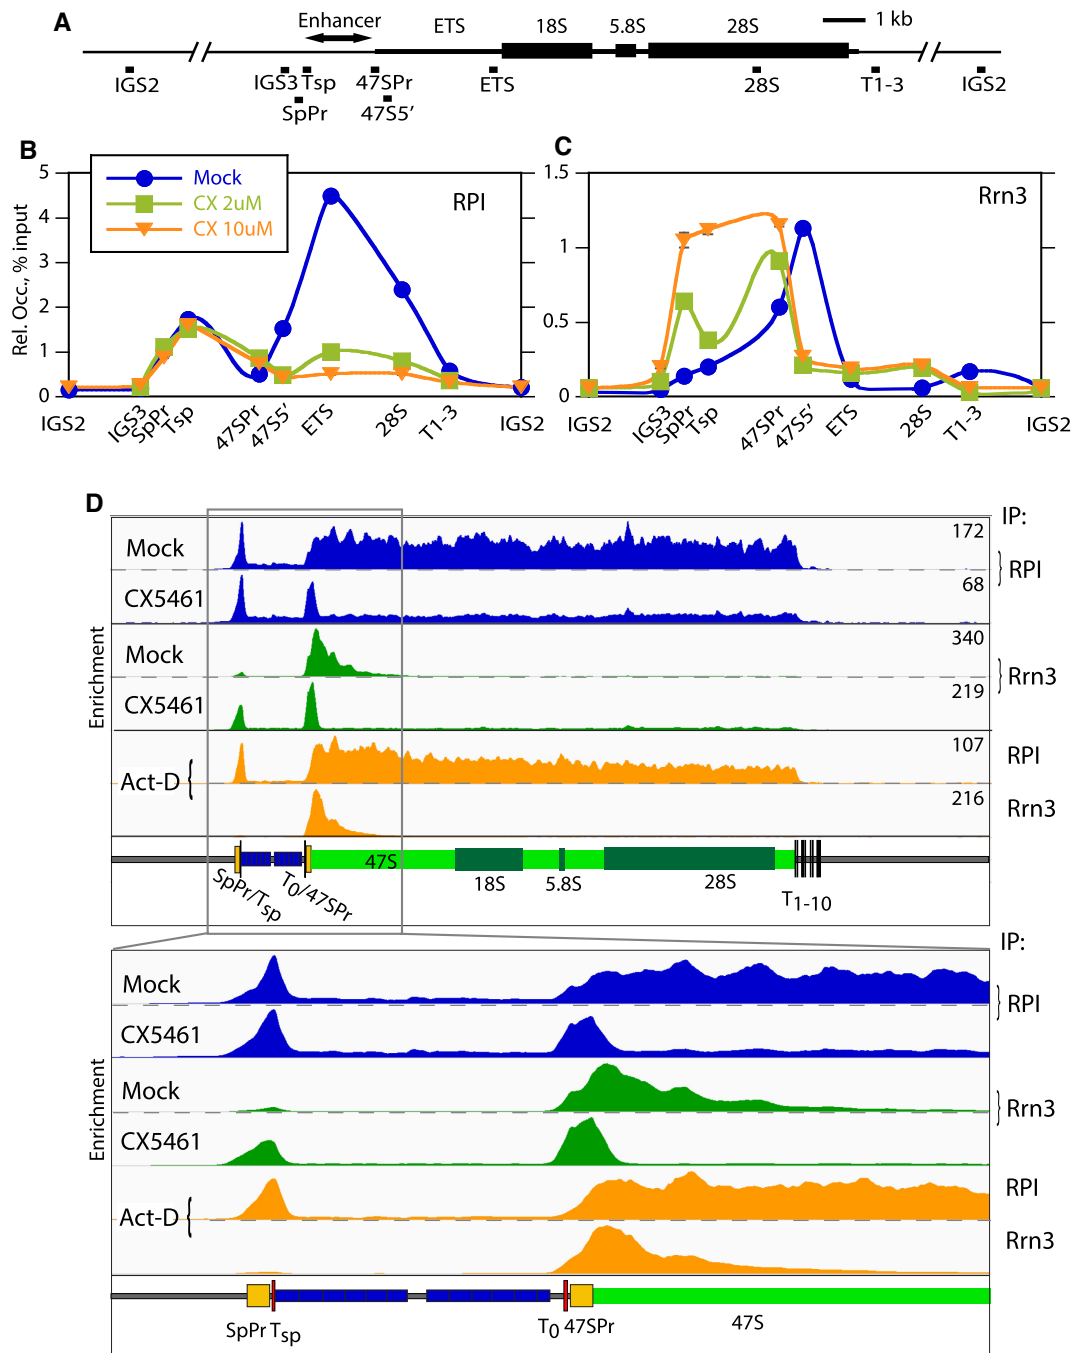 A
Enhancer
ETS
18S
5.8S
28S
1 kb
IGS2
IGS3
Tsp
47SPr
ETS
28S
T1-3
IGS2
SpPr
47S5’
B
Mock
CX 2uM
CX 10uM
RPI
Rel. Occ., % input
5
4
3
2
1
0
IGS2
IGS3
SpPr
Tsp
47SPr
47S5’
ETS
28S
T1-3
IGS2
C
Rrn3
1.5
1
0.5
0
IGS2
IGS3
SpPr
Tsp
47SPr
47S5’
ETS
28S
T1-3
IGS2
D
IP:
Enrichment
Mock
172
RPI
CX5461
68
Mock
340
Rrn3
CX5461
219
Act-D {
107
RPI
216
Rrn3
47S
18S
5.8S
28S
SpPr/Tsp
T0/47SPr
T1-10
IP:
Enrichment
Mock
RPI
CX5461
Mock
Rrn3
CX5461
Act-D {
RPI
Rrn3
SpPr Tsp
T0 47SPr
47S